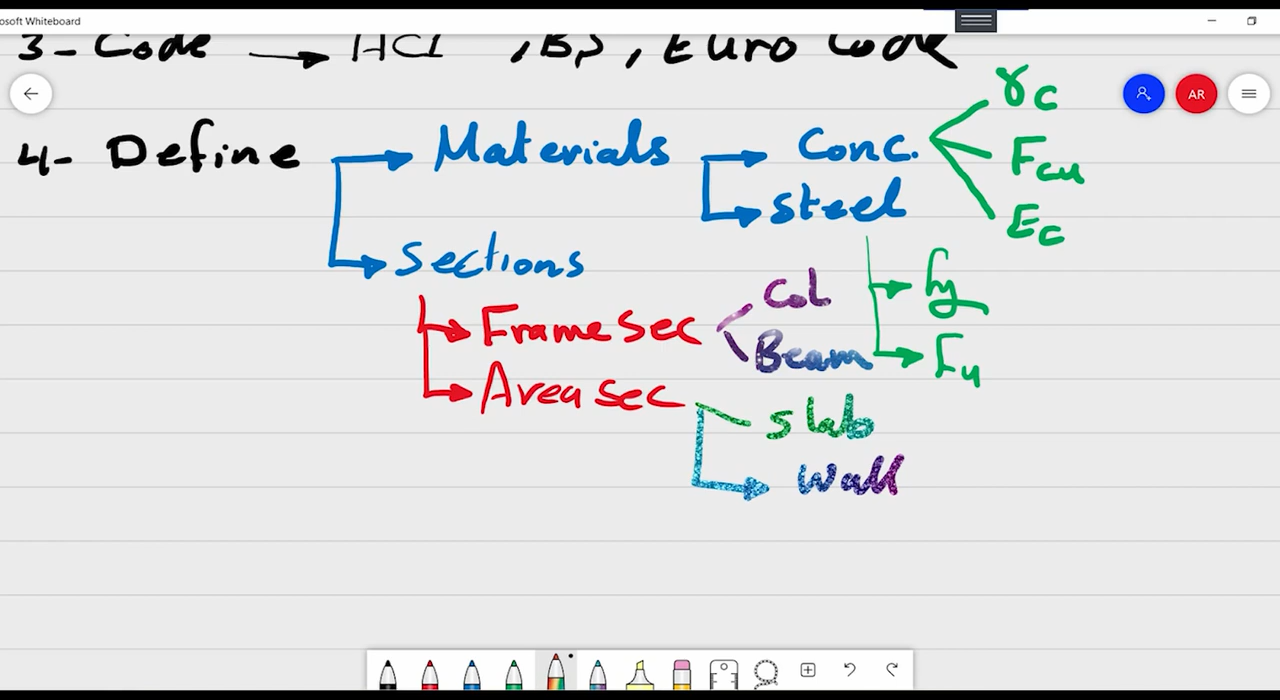 osoft Whiteboard
3- Code → ACI , BS , Euro Code
AR
4- Define → Materials → Conc. γc
→ steel Fcu
Ec
→ Sections
→ Frame Sec Col → Fy
Beam → Fu
→ Area Sec slab
→ Wall